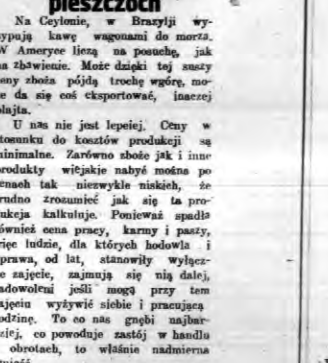 pieszczoch
Na Ceylonie, w Brazylji wy-
sypują kawę wagonami do morza.
W Ameryce liczą na posuchę, jak
na zbawienie. Może dzięki tej suszy
ceny zboża pójdą trochę wgórę, mo-
że da się coś eksportować, inaczej
plajta.
U nas nie jest lepeiej. Ceny w
stosunku do kosztów produkcji są
minimalne. Zarówno zboże jak i inne
produkty wiejskie nabyć można po
cenach tak niezwykle niskich, że
trudno zrozumieć jak się ta pro-
dukcja kalkuluje. Ponieważ spadła
również cena pracy, karmy i paszy,
więc ludzie, dla których hodowla i
uprawa, od lat, stanowiły wyłącz-
ne zajęcie, zajmują się nią dalej,
zadowoleni jeśli mogą przy tem
zajęciu wyżywić siebie i pracującą
rodzinę. To co nas gnębi najbar-
dziej, co powoduje zastój w handlu
i obrotach, to właśnie nadmierna